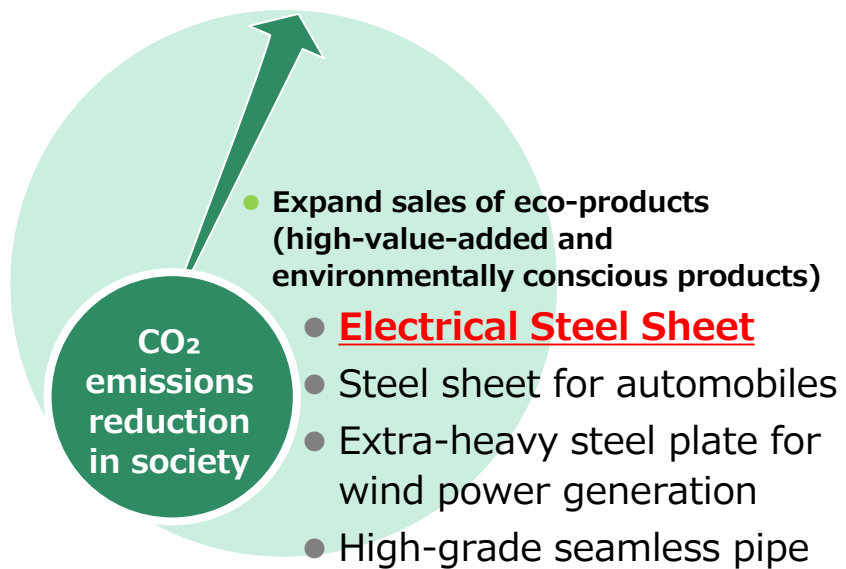 Expand sales of eco-products
(high-value-added and
environmentally conscious products)
Electrical Steel Sheet
Steel sheet for automobiles
Extra-heavy steel plate for
wind power generation
High-grade seamless pipe
CO₂
emissions
reduction
in society